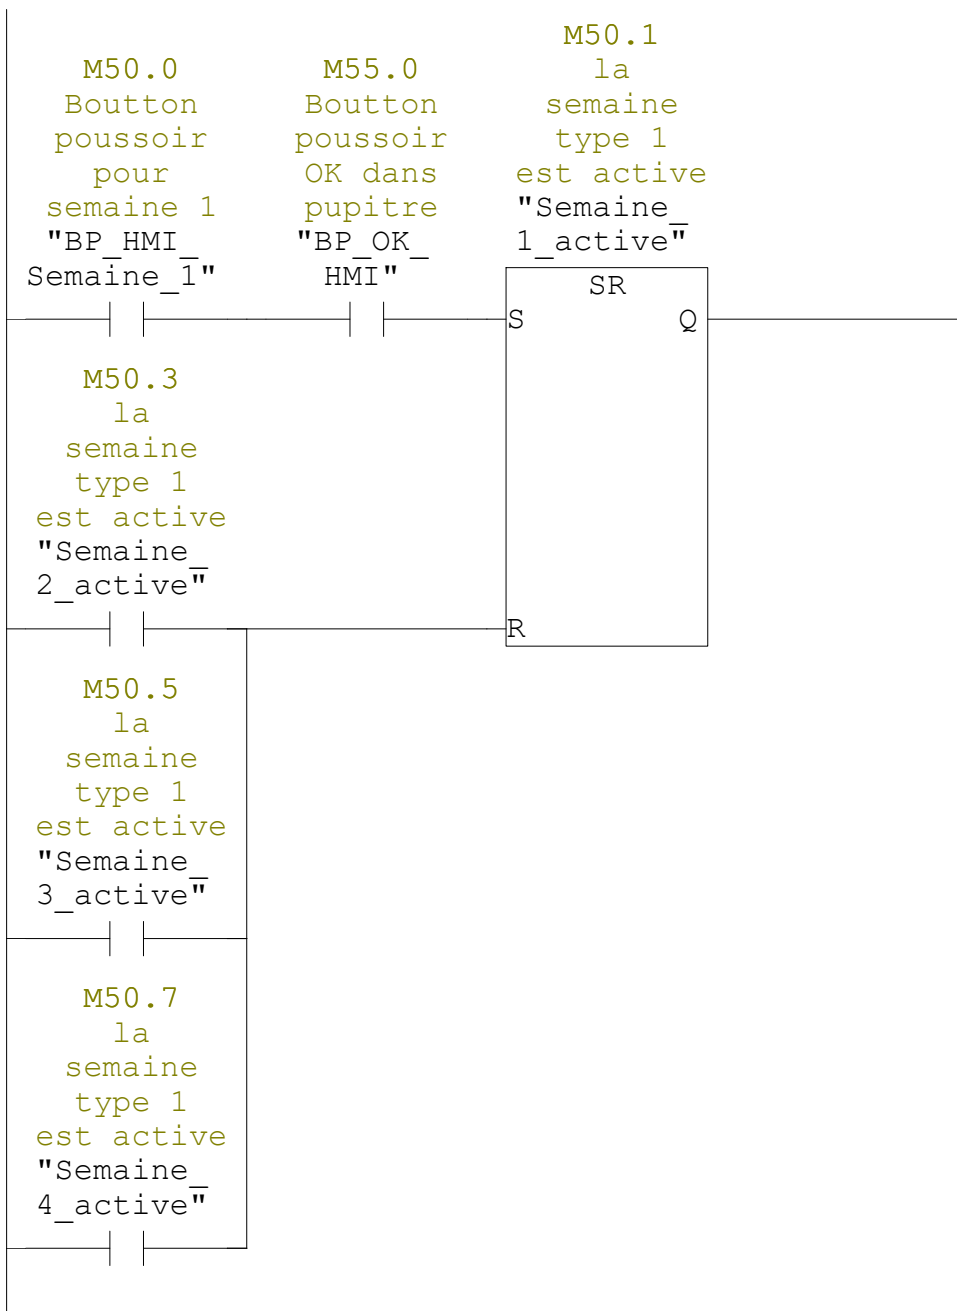 M50.0
Boutton
poussoir
pour
semaine 1
"BP_HMI_
Semaine_1"
M55.0
Boutton
poussoir
OK dans
pupitre
"BP_OK_
HMI"
M50.1
la
semaine
type 1
est active
"Semaine_
1_active"
SR
S
Q
M50.3
la
semaine
type 1
est active
"Semaine_
2_active"
R
M50.5
la
semaine
type 1
est active
"Semaine_
3_active"
M50.7
la
semaine
type 1
est active
"Semaine_
4_active"